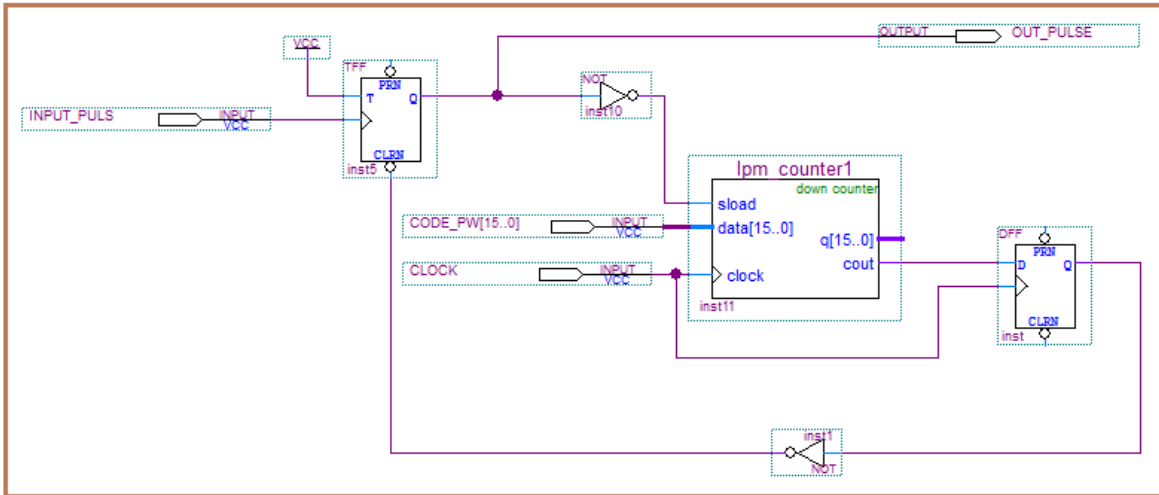 VCC
OUTPUT OUT_PULSE
TFF
PRN
T Q
CLRN
inst5
INPUT_PULS INPUT
VCC
NOT
inst10
lpm_counter1
down counter
sload
data[15..0]
q[15..0]
cout
clock
inst11
CODE_PW[15..0] INPUT
VCC
CLOCK INPUT
VCC
DFF
PRN
D Q
CLRN
inst
inst1
NOT